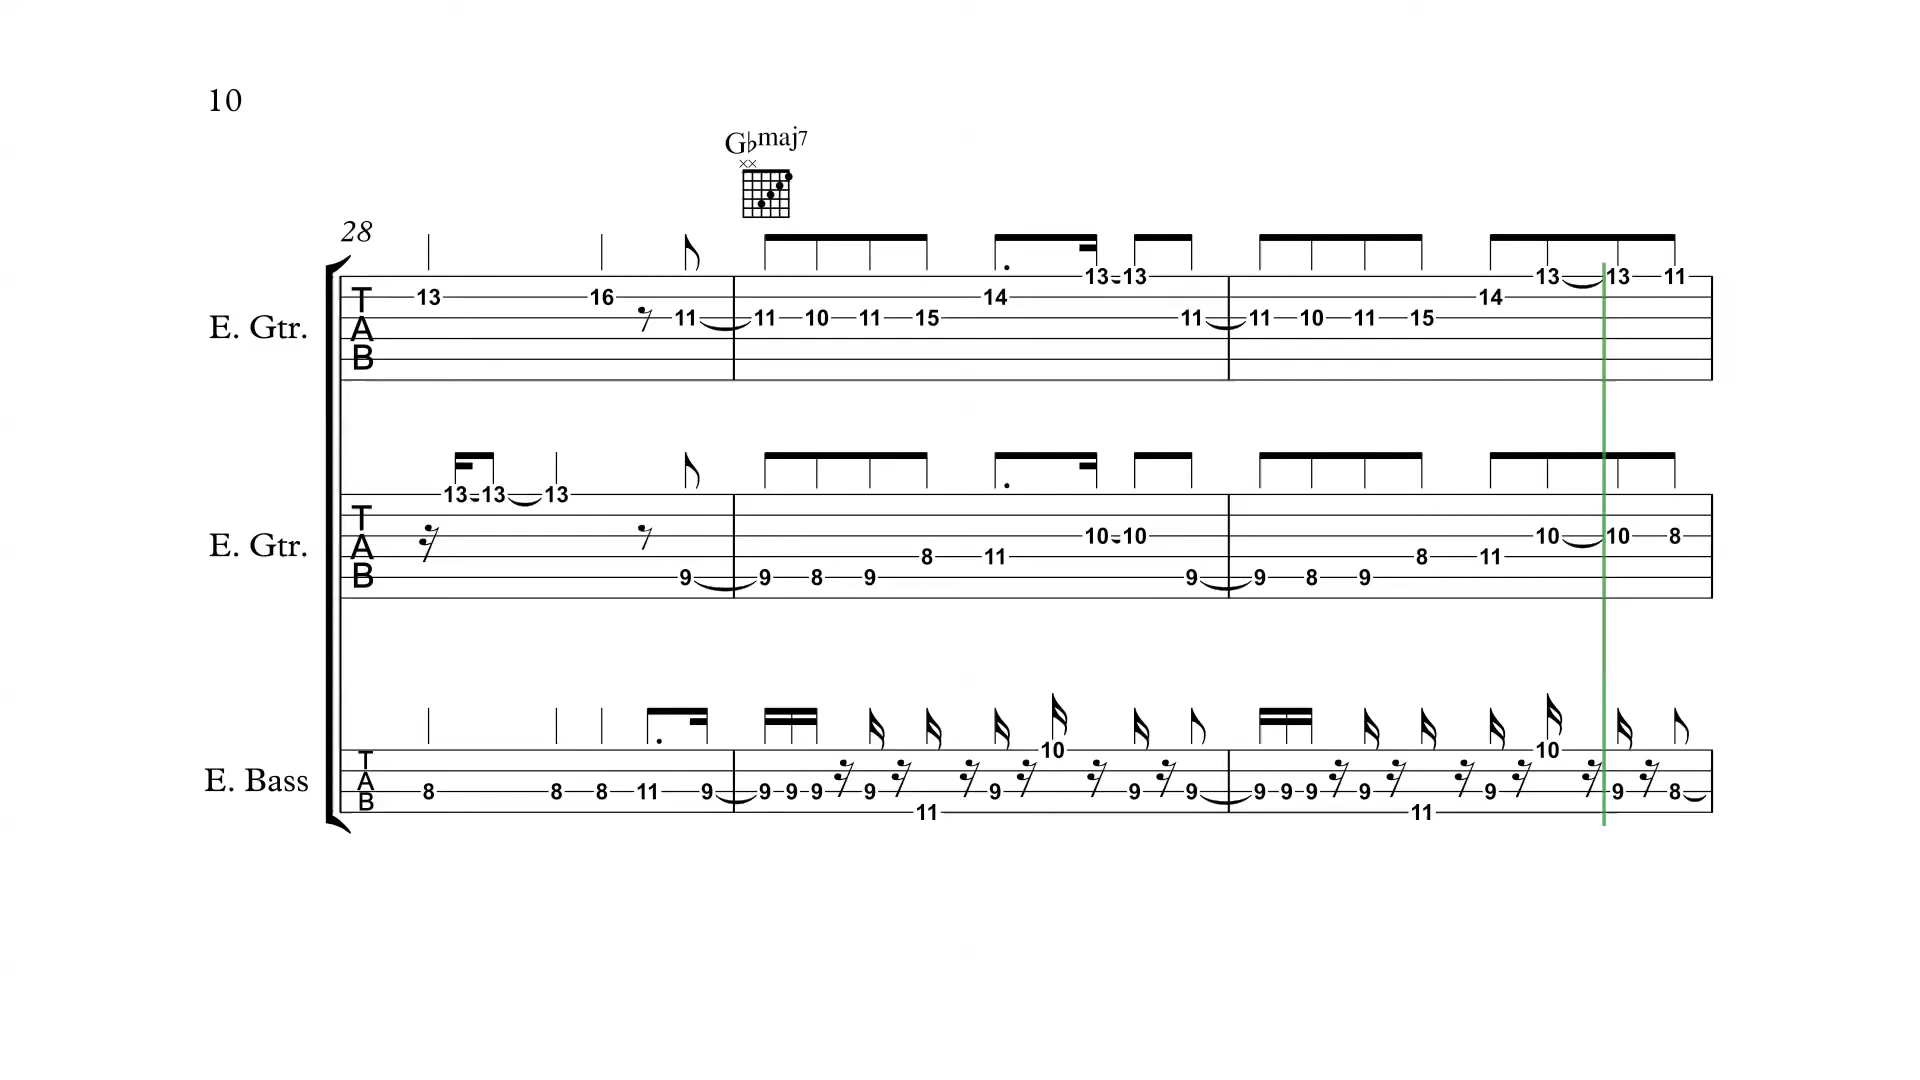 10
G♭maj7
××
28
13 16 11 11 10 11 15 14 13 13 11 11 10 11 15 14 13 13 11
E. Gtr.
TAB
13 13 13 9 9 8 9 8 11 10 10 9 9 8 9 8 11 10 10 8
E. Gtr.
TAB
8 8 8 11 9 9 9 9 9 11 9 10 9 9 9 9 9 9 11 9 10 9 8
E. Bass
TAB